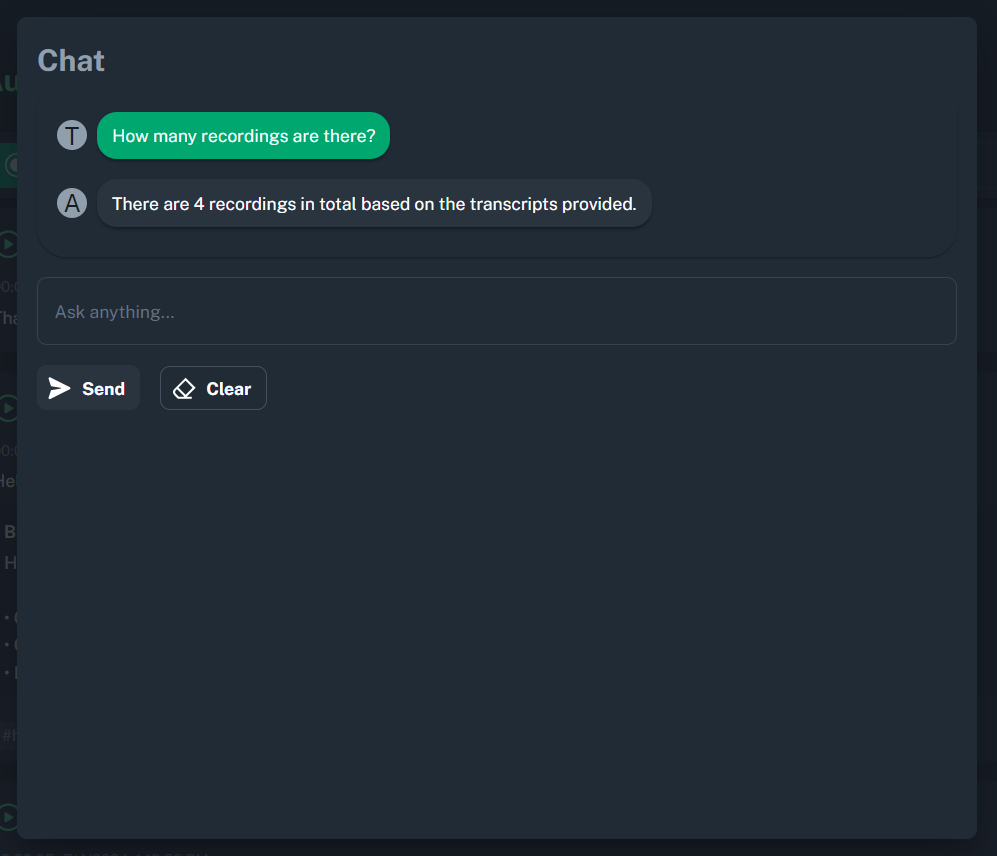 Chat
T
How many recordings are there?
A
There are 4 recordings in total based on the transcripts provided.
Ask anything...
Send
Clear